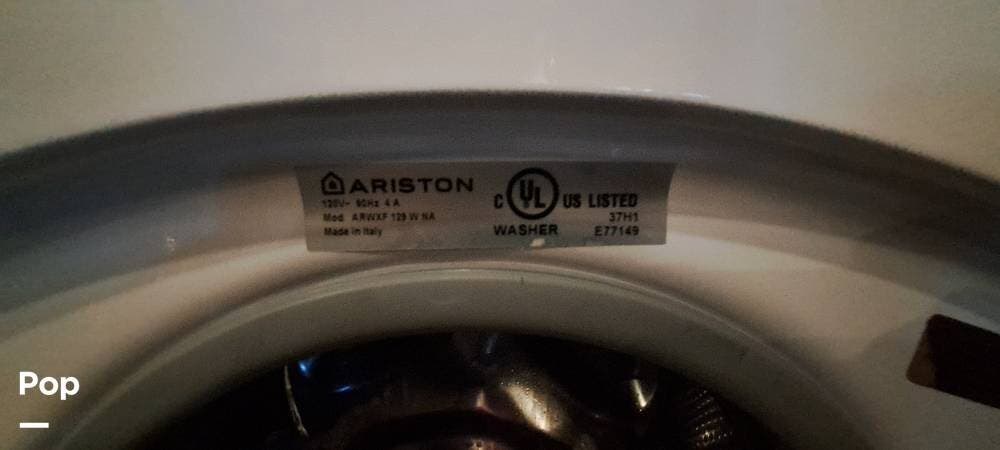 ARISTON
120V~ 60Hz 4 A
Mod. ARWXF 129 W NA
Made in Italy
C UL US LISTED
37H1
WASHER E77149
Pop